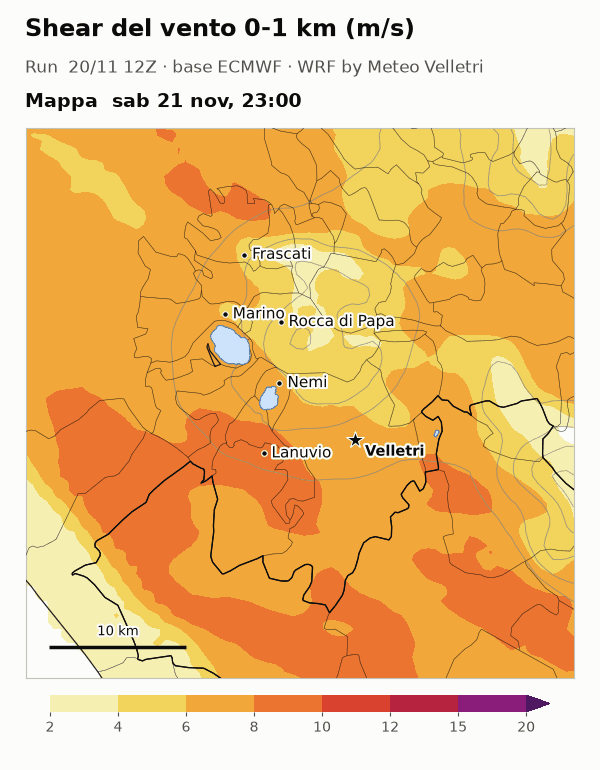 Shear del vento 0-1 km (m/s)
Run  20/11 12Z · base ECMWF · WRF by Meteo Velletri
Mappa  sab 21 nov, 23:00
Frascati
Marino
Rocca di Papa
Nemi
Velletri
Lanuvio
10 km
2 4 6 8 10 12 15 20